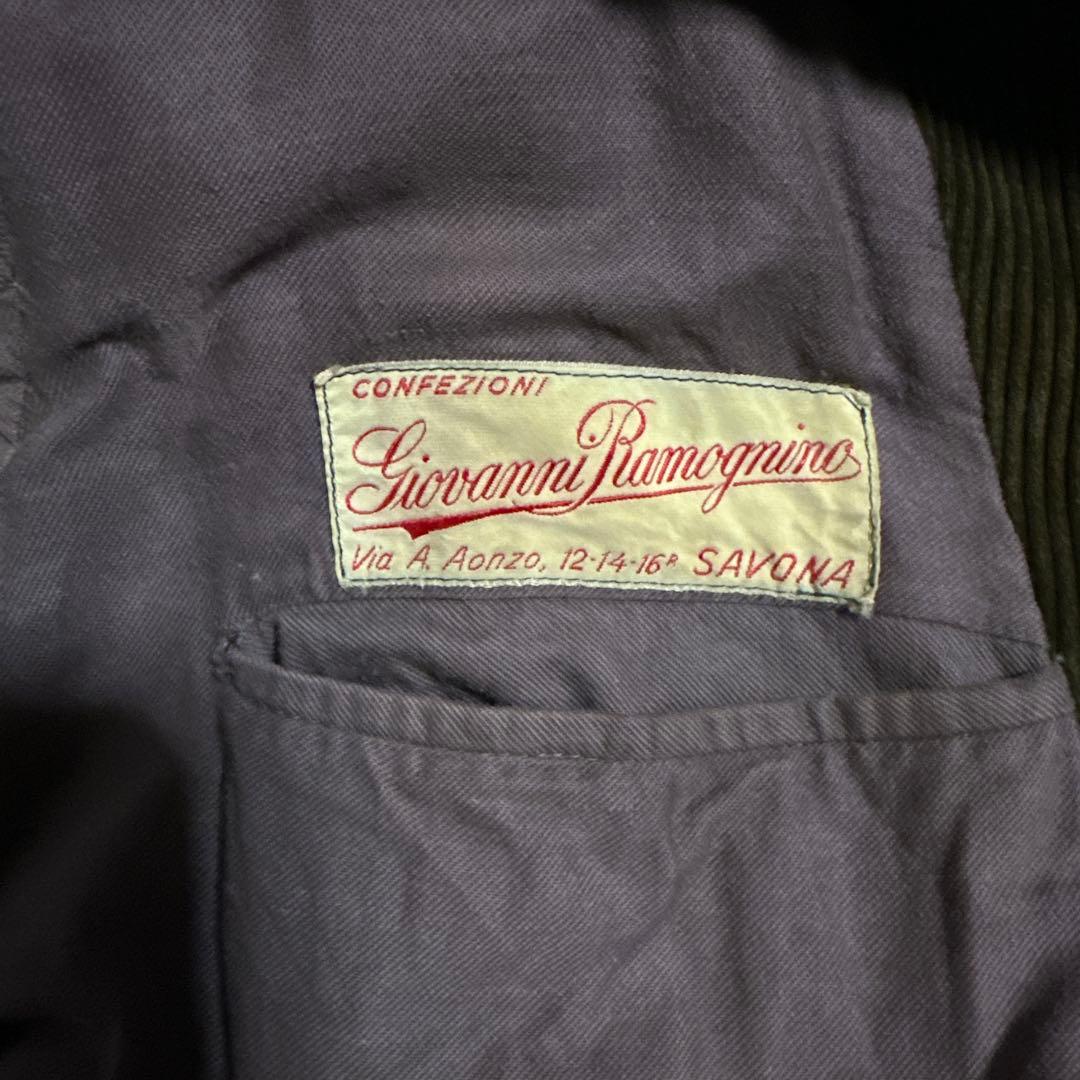 CONFEZIONI
Giovanni Ramognino
Via A. Aonzo, 12-14-16R SAVONA